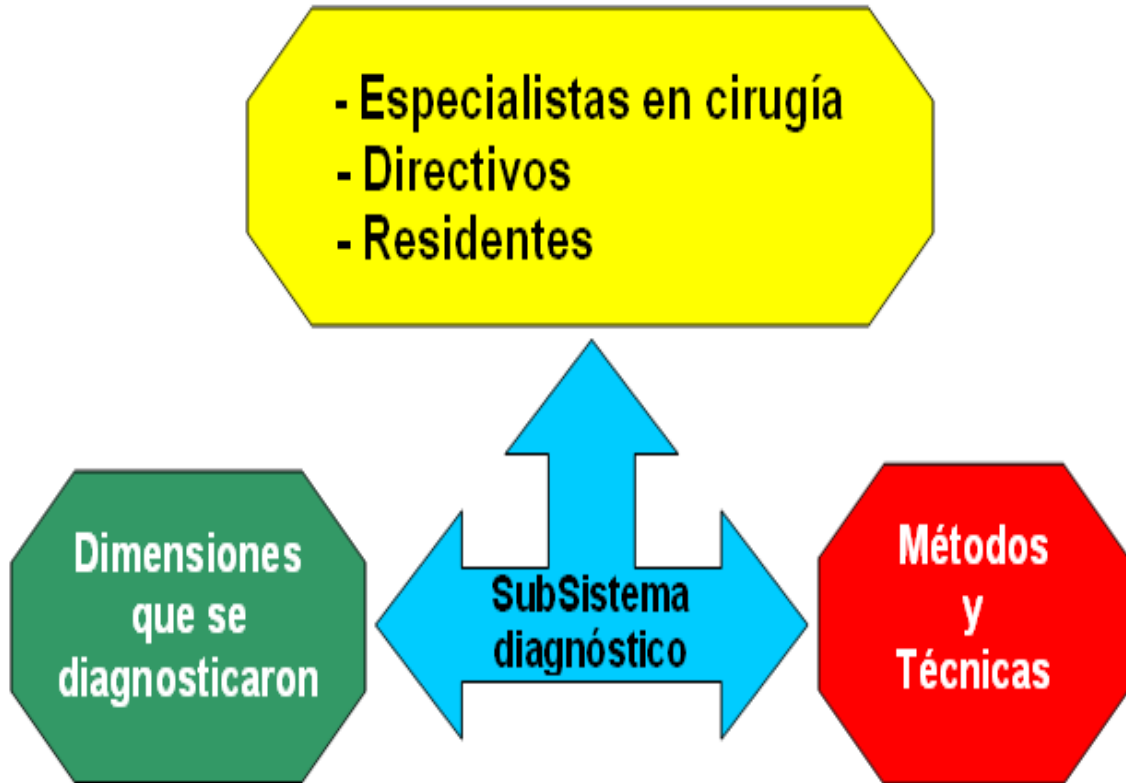 - Especialistas en cirugía
- Directivos
- Residentes
Dimensiones
que se
diagnosticaron
SubSistema
diagnóstico
Métodos
y
Técnicas